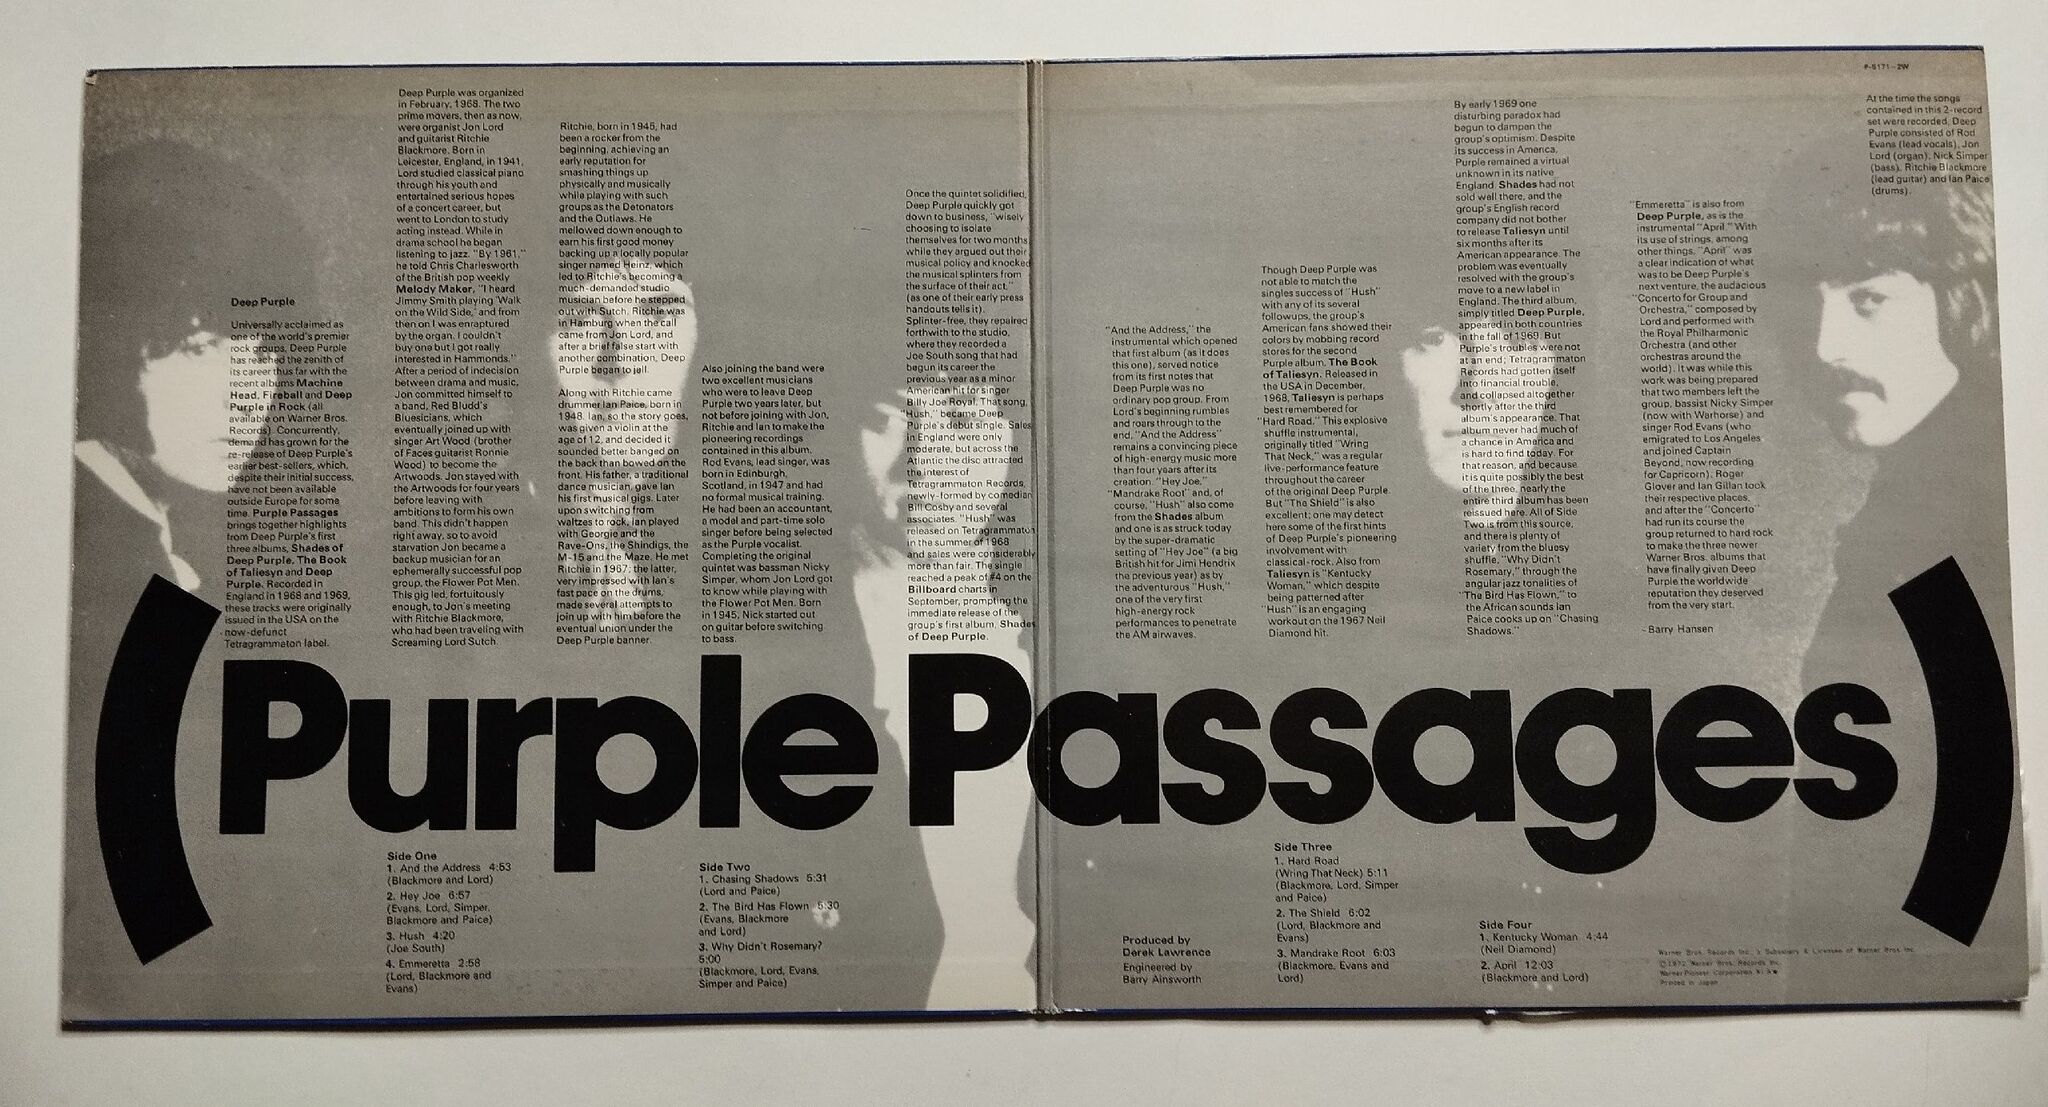 P-5171-2W
Deep Purple
Universally acclaimed as
one of the world's premier
rock groups, Deep Purple
has reached the zenith of
its career thus far with the
recent albums Machine
Head, Fireball and Deep
Purple in Rock (all
available on Warner Bros.
Records). Concurrently,
demand has grown for the
re-release of Deep Purple's
earlier best-sellers, which,
despite their initial success,
have not been available
outside Europe for some
time. Purple Passages
brings together highlights
from Deep Purple's first
three albums, Shades of
Deep Purple, The Book
of Taliesyn and Deep
Purple. Recorded in
England in 1968 and 1969,
these tracks were originally
issued in the USA on the
now-defunct
Tetragrammaton label.
Deep Purple was organized
in February, 1968. The two
prime movers, then as now,
were organist Jon Lord
and guitarist Ritchie
Blackmore. Born in
Leicester, England, in 1941,
Lord studied classical piano
through his youth and
entertained serious hopes
of a concert career, but
went to London to study
acting instead. While in
drama school he began
listening to jazz. "By 1961,"
he told Chris Charlesworth
of the British pop weekly
Melody Maker, "I heard
Jimmy Smith playing 'Walk
on the Wild Side,' and from
then on I was enraptured
by the organ. I couldn't
buy one but I got really
interested in Hammonds."
After a period of indecision
between drama and music,
Jon committed himself to
a band, Red Bludd's
Bluesicians, which
eventually joined up with
singer Art Wood (brother
of Faces guitarist Ronnie
Wood) to become the
Artwoods. Jon stayed with
the Artwoods for four years
before leaving with
ambitions to form his own
band. This didn't happen
right away, so to avoid
starvation Jon became a
backup musician for an
ephemerally successful pop
group, the Flower Pot Men.
This gig led, fortuitously
enough, to Jon's meeting
with Ritchie Blackmore,
who had been traveling with
Screaming Lord Sutch.
Ritchie, born in 1945, had
been a rocker from the
beginning, achieving an
early reputation for
smashing things up
physically and musically
while playing with such
groups as the Detonators
and the Outlaws. He
mellowed down enough to
earn his first good money
backing up a locally popular
singer named Heinz, which
led to Ritchie's becoming a
much-demanded studio
musician before he stepped
out with Sutch. Ritchie was
in Hamburg when the call
came from Jon Lord, and
after a brief false start with
another combination, Deep
Purple began to jell.
Along with Ritchie came
drummer Ian Paice, born in
1948. Ian, so the story goes,
was given a violin at the
age of 12, and decided it
sounded better banged on
the back than bowed on the
front. His father, a traditional
dance musician, gave Ian
his first musical gigs. Later
upon switching from
waltzes to rock, Ian played
with Georgie and the
Rave-Ons, the Shindigs, the
M-15 and the Maze. He met
Ritchie in 1967; the latter,
very impressed with Ian's
fast pace on the drums,
made several attempts to
join up with him before the
eventual union under the
Deep Purple banner.
Also joining the band were
two excellent musicians
who were to leave Deep
Purple two years later, but
not before joining with Jon,
Ritchie and Ian to make the
pioneering recordings
contained in this album.
Rod Evans, lead singer, was
born in Edinburgh,
Scotland, in 1947 and had
no formal musical training.
He had been an accountant,
a model and part-time solo
singer before being selected
as the Purple vocalist.
Completing the original
quintet was bassman Nicky
Simper, whom Jon Lord got
to know while playing with
the Flower Pot Men. Born
in 1945, Nick started out
on guitar before switching
to bass.
Once the quintet solidified,
Deep Purple quickly got
down to business, "wisely
choosing to isolate
themselves for two months
while they argued out their
musical policy and knocked
the musical splinters from
the surface of their act,"
(as one of their early press
handouts tells it).
Splinter-free, they repaired
forthwith to the studio,
where they recorded a
Joe South song that had
begun its career the
previous year as a minor
American hit for singer
Billy Joe Royal. That song,
"Hush," became Deep
Purple's debut single. Sales
in England were only
moderate, but across the
Atlantic the disc attracted
the interest of
Tetragrammaton Records,
newly-formed by comedian
Bill Cosby and several
associates. "Hush" was
released on Tetragrammaton
in the summer of 1968
and sales were considerably
more than fair. The single
reached a peak of #4 on the
Billboard charts in
September, prompting the
immediate release of the
group's first album, Shades
of Deep Purple.
"And the Address," the
instrumental which opened
that first album (as it does
this one), served notice
from its first notes that
Deep Purple was no
ordinary pop group. From
Lord's beginning rumbles
and roars through to the
end, "And the Address"
remains a convincing piece
of high-energy music more
than four years after its
creation. "Hey Joe,"
"Mandrake Root" and, of
course, "Hush" also come
from the Shades album
and one is as struck today
by the super-dramatic
setting of "Hey Joe" (a big
British hit for Jimi Hendrix
the previous year) as by
the adventurous "Hush,"
one of the very first
high-energy rock
performances to penetrate
the AM airwaves.
Though Deep Purple was
not able to match the
singles success of "Hush"
with any of its several
followups, the group's
American fans showed their
colors by mobbing record
stores for the second
Purple album, The Book
of Taliesyn. Released in
the USA in December,
1968, Taliesyn is perhaps
best remembered for
"Hard Road." This explosive
shuffle instrumental,
originally titled "Wring
That Neck," was a regular
live-performance feature
throughout the career
of the original Deep Purple.
But "The Shield" is also
excellent; one may detect
here some of the first hints
of Deep Purple's pioneering
involvement with
classical-rock. Also from
Taliesyn is "Kentucky
Woman," which despite
being patterned after
"Hush" is an engaging
workout on the 1967 Neil
Diamond hit.
By early 1969 one
disturbing paradox had
begun to dampen the
group's optimism. Despite
its success in America,
Purple remained a virtual
unknown in its native
England. Shades had not
sold well there, and the
group's English record
company did not bother
to release Taliesyn until
six months after its
American appearance. The
problem was eventually
resolved with the group's
move to a new label in
England. The third album,
simply titled Deep Purple,
appeared in both countries
in the fall of 1969. But
Purple's troubles were not
at an end; Tetragrammaton
Records had gotten itself
into financial trouble,
and collapsed altogether
shortly after the third
album's appearance. That
album never had much of
a chance in America and
is hard to find today. For
that reason, and because
it is quite possibly the best
of the three, nearly the
entire third album has been
reissued here. All of Side
Two is from this source,
and there is plenty of
variety from the bluesy
shuffle, "Why Didn't
Rosemary," through the
angular jazz tonalities of
"The Bird Has Flown," to
the African sounds Ian
Paice cooks up on "Chasing
Shadows."
"Emmeretta" is also from
Deep Purple, as is the
instrumental "April." With
its use of strings, among
other things, "April" was
a clear indication of what
was to be Deep Purple's
next venture, the audacious
"Concerto for Group and
Orchestra," composed by
Lord and performed with
the Royal Philharmonic
Orchestra (and other
orchestras around the
world). It was while this
work was being prepared
that two members left the
group, bassist Nicky Simper
(now with Warhorse) and
singer Rod Evans (who
emigrated to Los Angeles
and joined Captain
Beyond, now recording
for Capricorn). Roger
Glover and Ian Gillan took
their respective places,
and after the "Concerto"
had run its course the
group returned to hard rock
to make the three newer
Warner Bros. albums that
have finally given Deep
Purple the worldwide
reputation they deserved
from the very start.
- Barry Hansen
At the time the songs
contained in this 2-record
set were recorded, Deep
Purple consisted of Rod
Evans (lead vocals), Jon
Lord (organ), Nick Simper
(bass), Ritchie Blackmore
(lead guitar) and Ian Paice
(drums).
(Purple Passages)
Side One
1. And the Address 4:53
(Blackmore and Lord)
2. Hey Joe 6:57
(Evans, Lord, Simper,
Blackmore and Paice)
3. Hush 4:20
(Joe South)
4. Emmeretta 2:58
(Lord, Blackmore and
Evans)
Side Two
1. Chasing Shadows 5:31
(Lord and Paice)
2. The Bird Has Flown 5:30
(Evans, Blackmore
and Lord)
3. Why Didn't Rosemary?
5:00
(Blackmore, Lord, Evans,
Simper and Paice)
Produced by
Derek Lawrence
Engineered by
Barry Ainsworth
Side Three
1. Hard Road
(Wring That Neck) 5:11
(Blackmore, Lord, Simper
and Paice)
2. The Shield 6:02
(Lord, Blackmore and
Evans)
3. Mandrake Root 6:03
(Blackmore, Evans and
Lord)
Side Four
1. Kentucky Woman 4:44
(Neil Diamond)
2. April 12:03
(Blackmore and Lord)
Warner Bros. Records Inc., a Subsidiary & Licensee of Warner Bros. Inc.
©1972 Warner Bros. Records Inc.
Warner-Pioneer Corporation
Printed in Japan